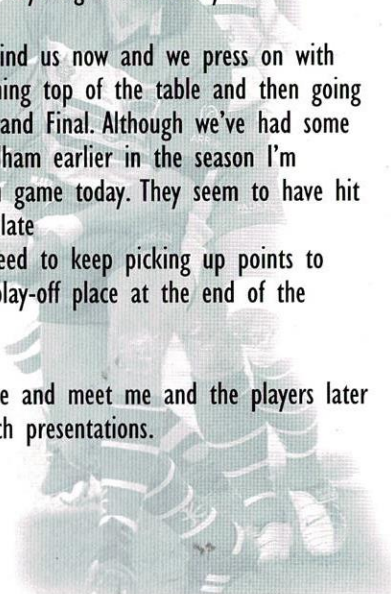 ind us now and we press on with
ing top of the table and then going
and Final. Although we've had some
ham earlier in the season I'm
game today. They seem to have hit
late
eed to keep picking up points to
lay-off place at the end of the
e and meet me and the players later
ch presentations.